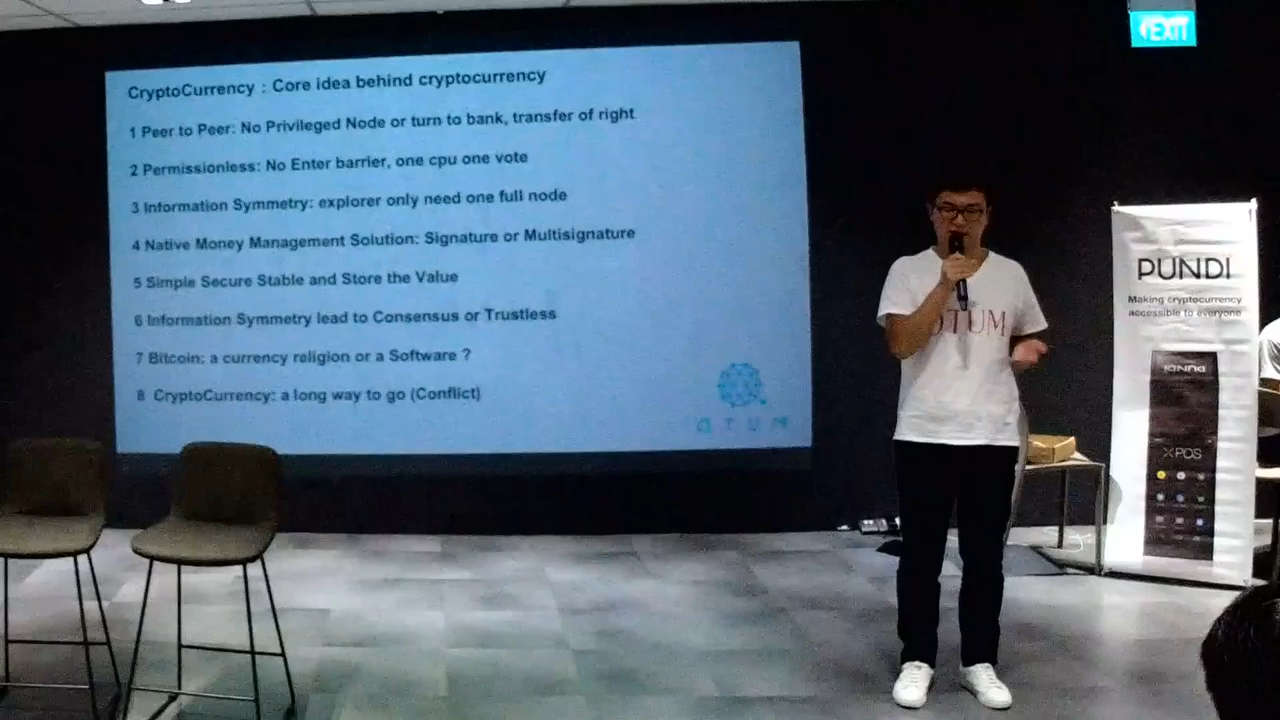 CryptoCurrency : Core idea behind cryptocurrency
1 Peer to Peer: No Privileged Node or turn to bank, transfer of right
2 Permissionless: No Enter barrier, one cpu one vote
3 Information Symmetry: explorer only need one full node
4 Native Money Management Solution: Signature or Multisignature
5 Simple Secure Stable and Store the Value
6 Information Symmetry lead to Consensus or Trustless
7 Bitcoin: a currency religion or a Software ?
8 CryptoCurrency: a long way to go (Conflict)
QTUM
EXIT
QTUM
PUNDI
Making cryptocurrency
accessible to everyone
PUNDI
XPOS